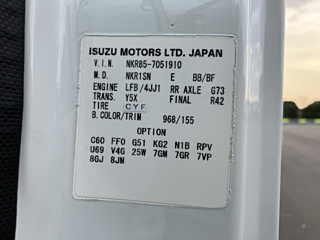 ISUZU MOTORS LTD. JAPAN
V.I.N. NKR85-7051910
M.D. NKR1SN E BB/BF
ENGINE LFB/4JJ1 RR AXLE G73
TRANS. Y5X FINAL R42
TIRE CYF
B.COLOR/TRIM 968/155
OPTION
C60 FF0 G51 KG2 N1B RPV
U69 V4G 25W 7GM 7GR 7VP
8GJ 8JM